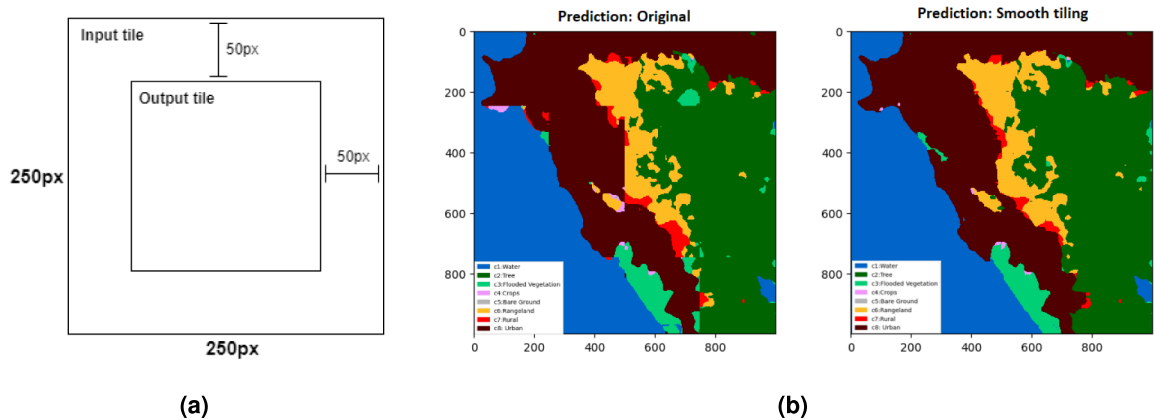 Input tile
50px
Output tile
50px
250px
250px
(a)
Prediction: Original
0
200
400
600
800
c1:Water
c2:Tree
c3:Flooded Vegetation
c4:Crops
c5:Bare Ground
c6:Rangeland
c7:Rural
c8: Urban
0 200 400 600 800
Prediction: Smooth tiling
0
200
400
600
800
c1:Water
c2:Tree
c3:Flooded Vegetation
c4:Crops
c5:Bare Ground
c6:Rangeland
c7:Rural
c8: Urban
0 200 400 600 800
(b)